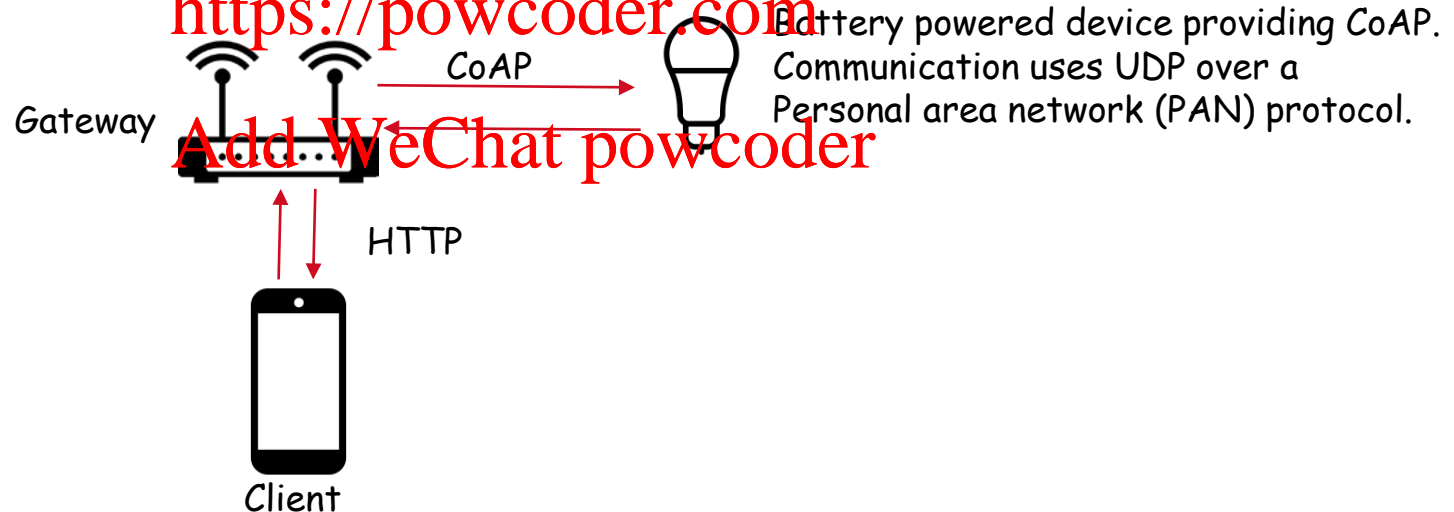 https://powcoder.com
Battery powered device providing CoAP.
CoAP
Communication uses UDP over a
Personal area network (PAN) protocol.
Gateway
Add WeChat powcoder
HTTP
Client